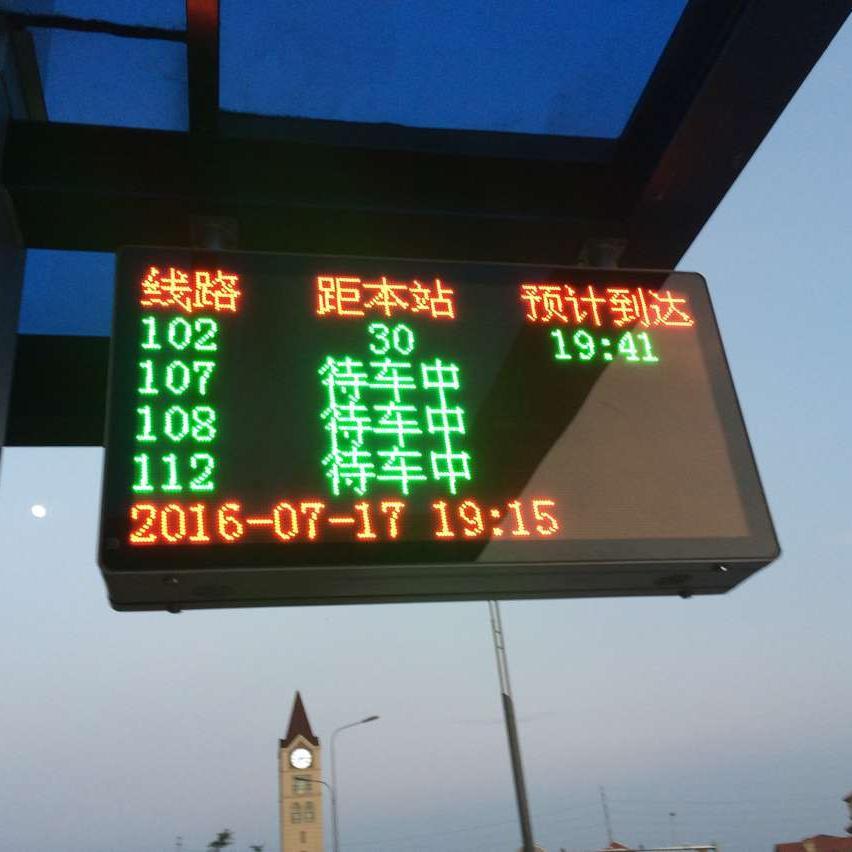 线路 距本站 预计到达
102 30 19:41
107 待车中
108 待车中
112 待车中
2016-07-17 19:15